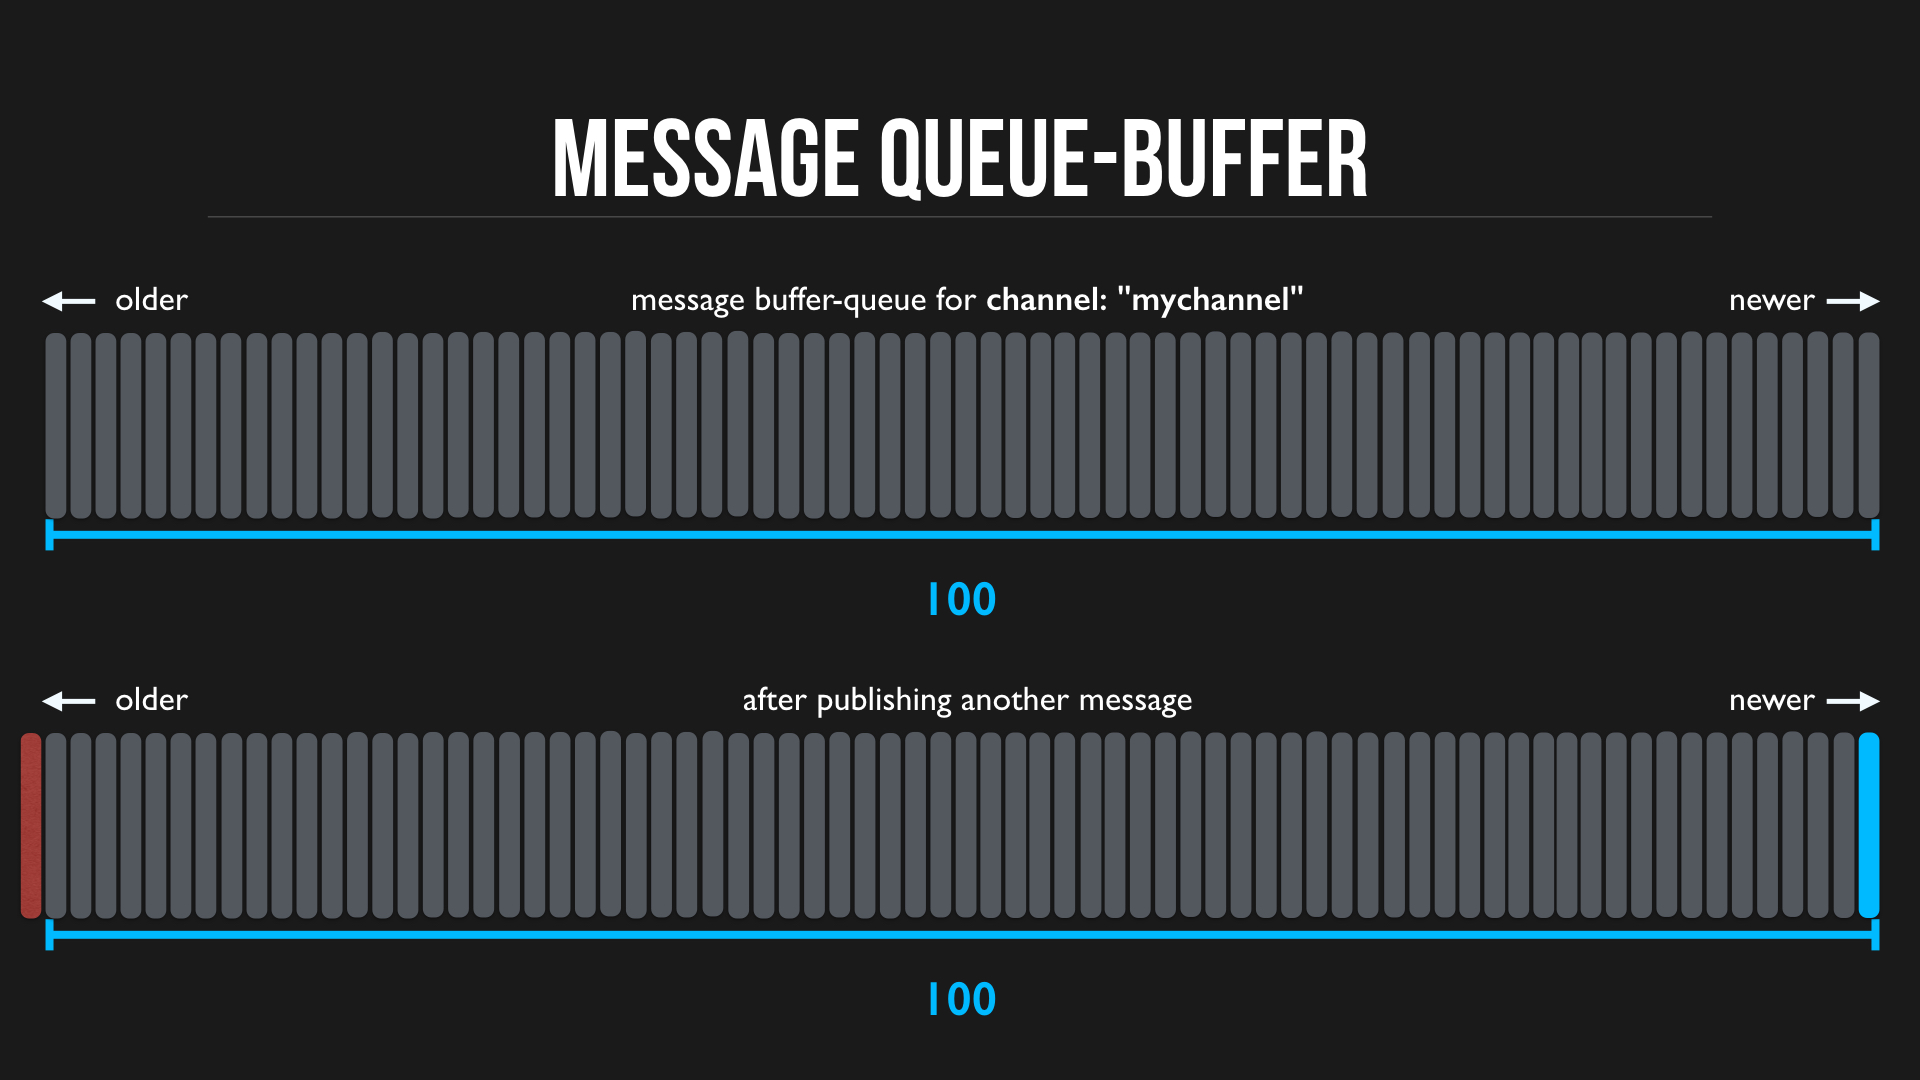 MESSAGE QUEUE-BUFFER
older message buffer-queue for channel: "mychannel" newer
100
older after publishing another message newer
100